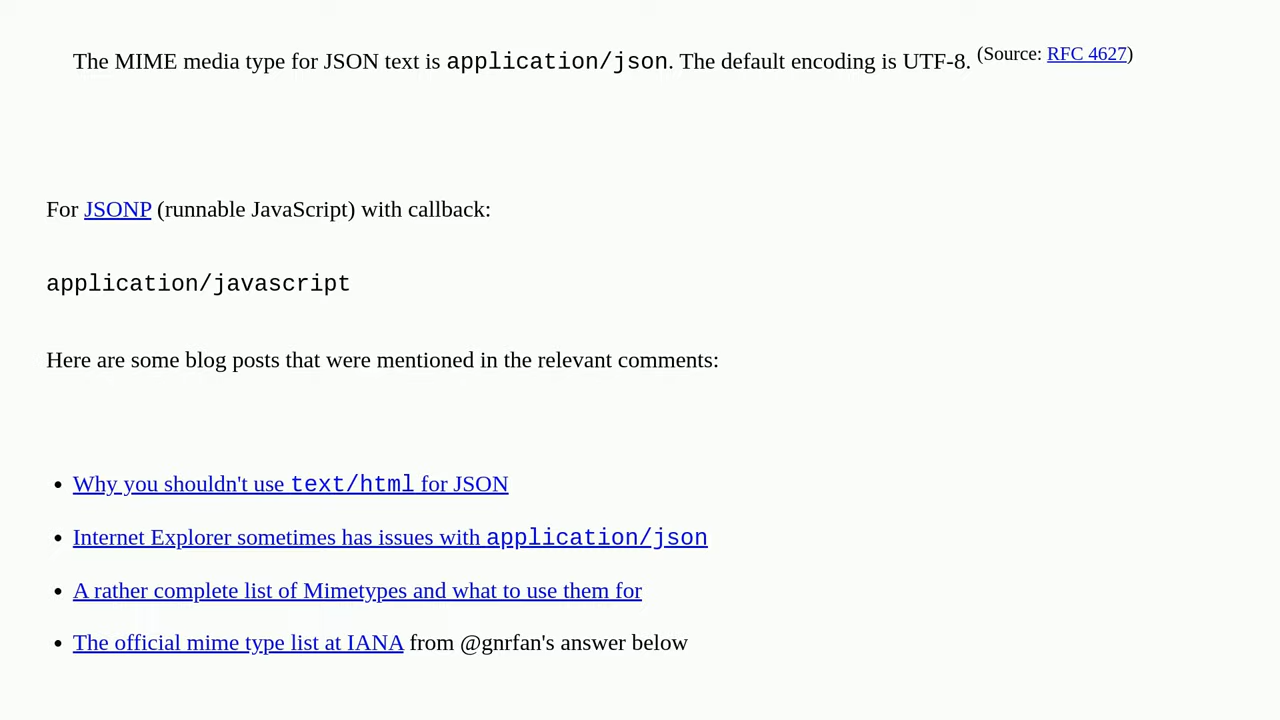 The MIME media type for JSON text is application/json. The default encoding is UTF-8. (Source: RFC 4627)
For JSONP (runnable JavaScript) with callback:
application/javascript
Here are some blog posts that were mentioned in the relevant comments:
• Why you shouldn't use text/html for JSON
• Internet Explorer sometimes has issues with application/json
• A rather complete list of Mimetypes and what to use them for
• The official mime type list at IANA from @gnrfan's answer below